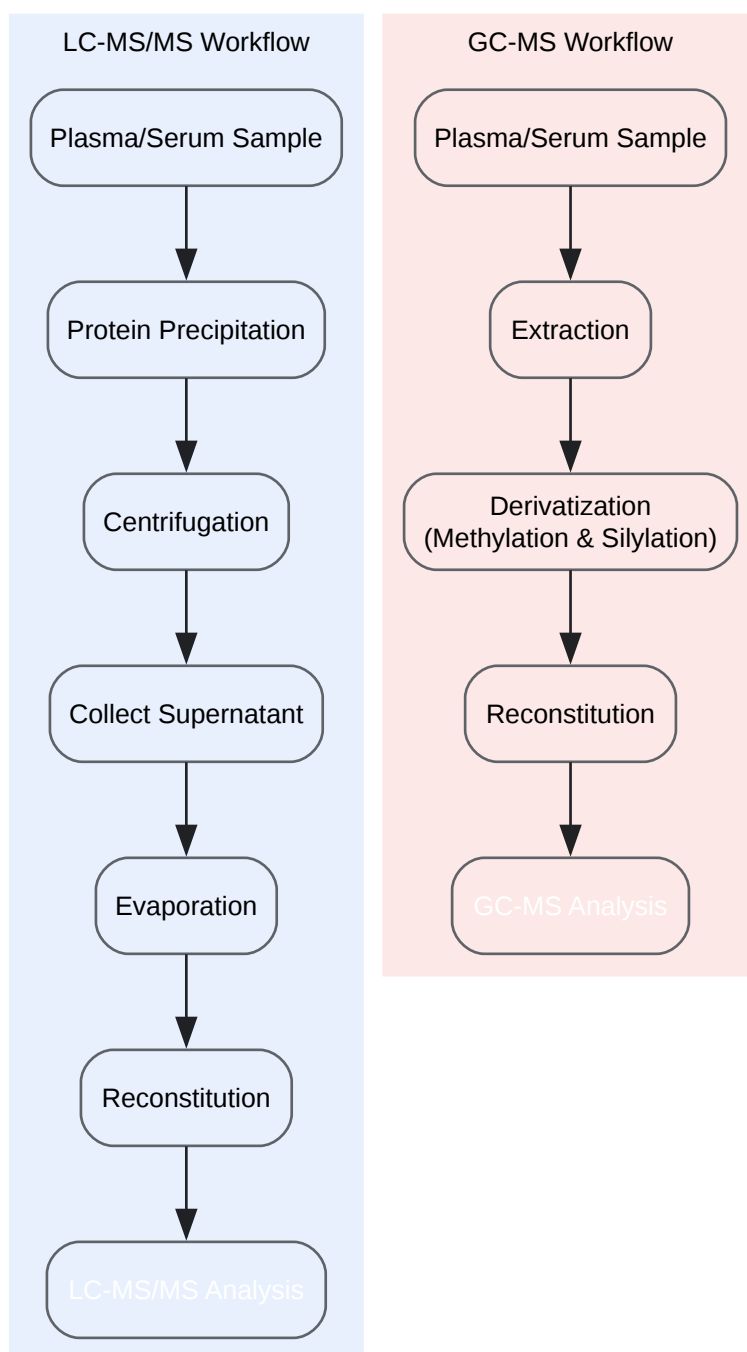 LC-MS/MS Workflow
Plasma/Serum Sample
Protein Precipitation
Centrifugation
Collect Supernatant
Evaporation
Reconstitution
LC-MS/MS Analysis
GC-MS Workflow
Plasma/Serum Sample
Extraction
Derivatization
(Methylation & Silylation)
Reconstitution
GC-MS Analysis